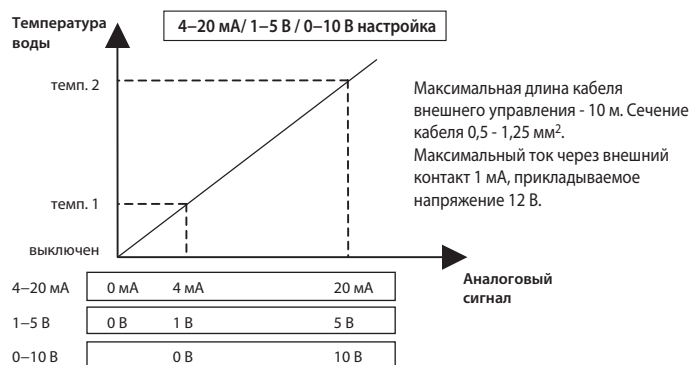 Температура
воды
4–20 мА/ 1–5 В / 0–10 В настройка
темп. 2
темп. 1
выключен
Максимальная длина кабеля
внешнего управления - 10 м. Сечение
кабеля 0,5 - 1,25 мм².
Максимальный ток через внешний
контакт 1 мА, прикладываемое
напряжение 12 В.
Аналоговый
сигнал
4–20 мА 0 мА 4 мА 20 мА
1–5 В 0 В 1 В 5 В
0–10 В 0 В 10 В